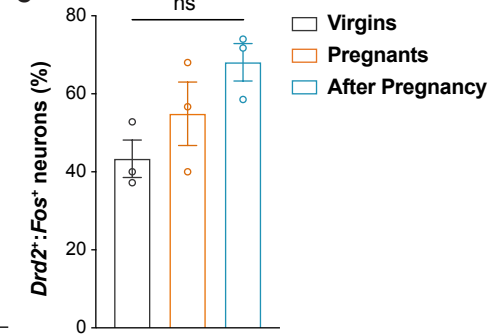 ns
80
60
40
20
0
Drd2⁺:Fos⁺ neurons (%)
Virgins
Pregnants
After Pregnancy